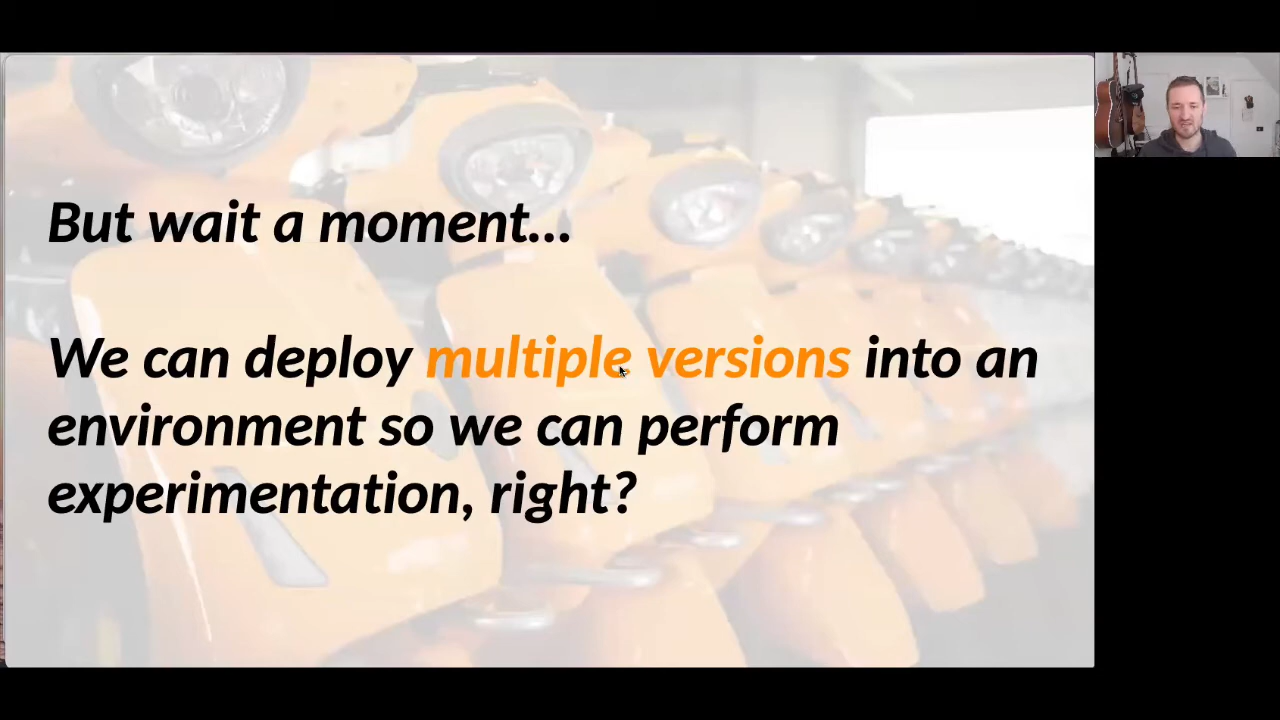 But wait a moment...
We can deploy multiple versions into an
environment so we can perform
experimentation, right?